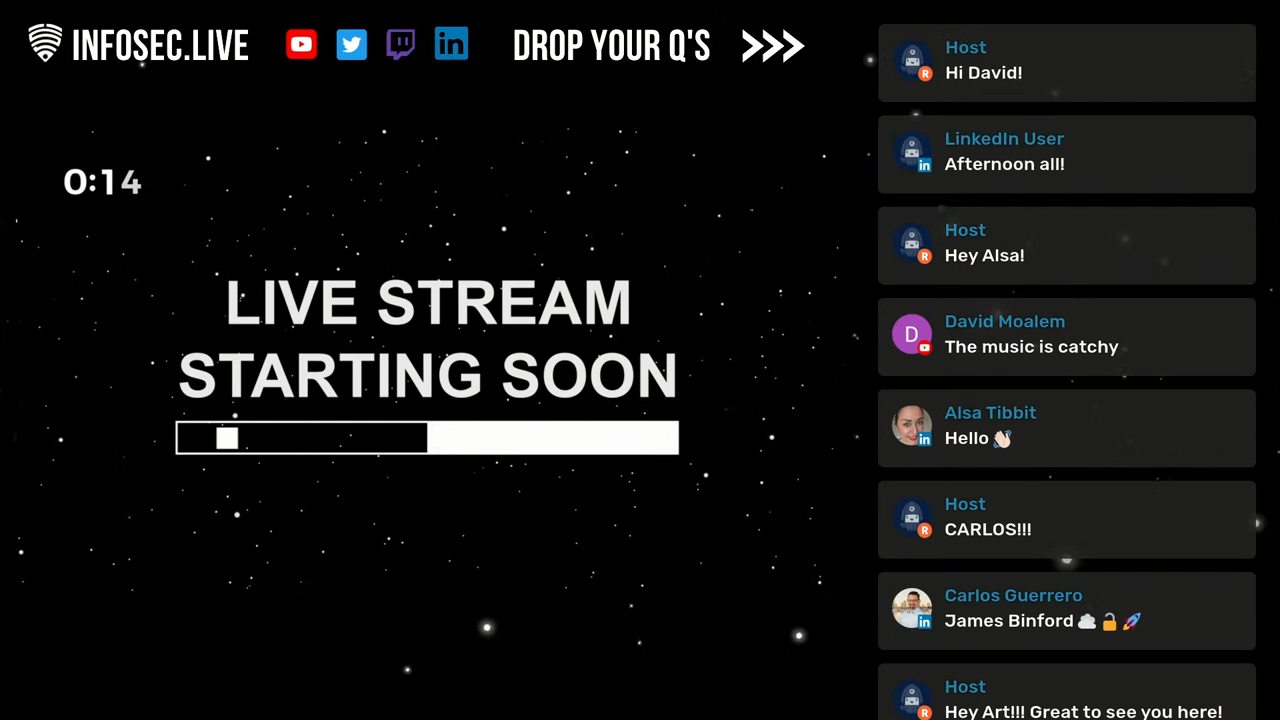 INFOSEC.LIVE
DROP YOUR Q'S >>>
0:14
LIVE STREAM
STARTING SOON
Host
Hi David!
LinkedIn User
Afternoon all!
Host
Hey Alsa!
D
David Moalem
The music is catchy
Alsa Tibbit
Hello 👋🏻
Host
CARLOS!!!
Carlos Guerrero
James Binford ☁️ 🔓 🚀
Host
Hey Art!!! Great to see you here!